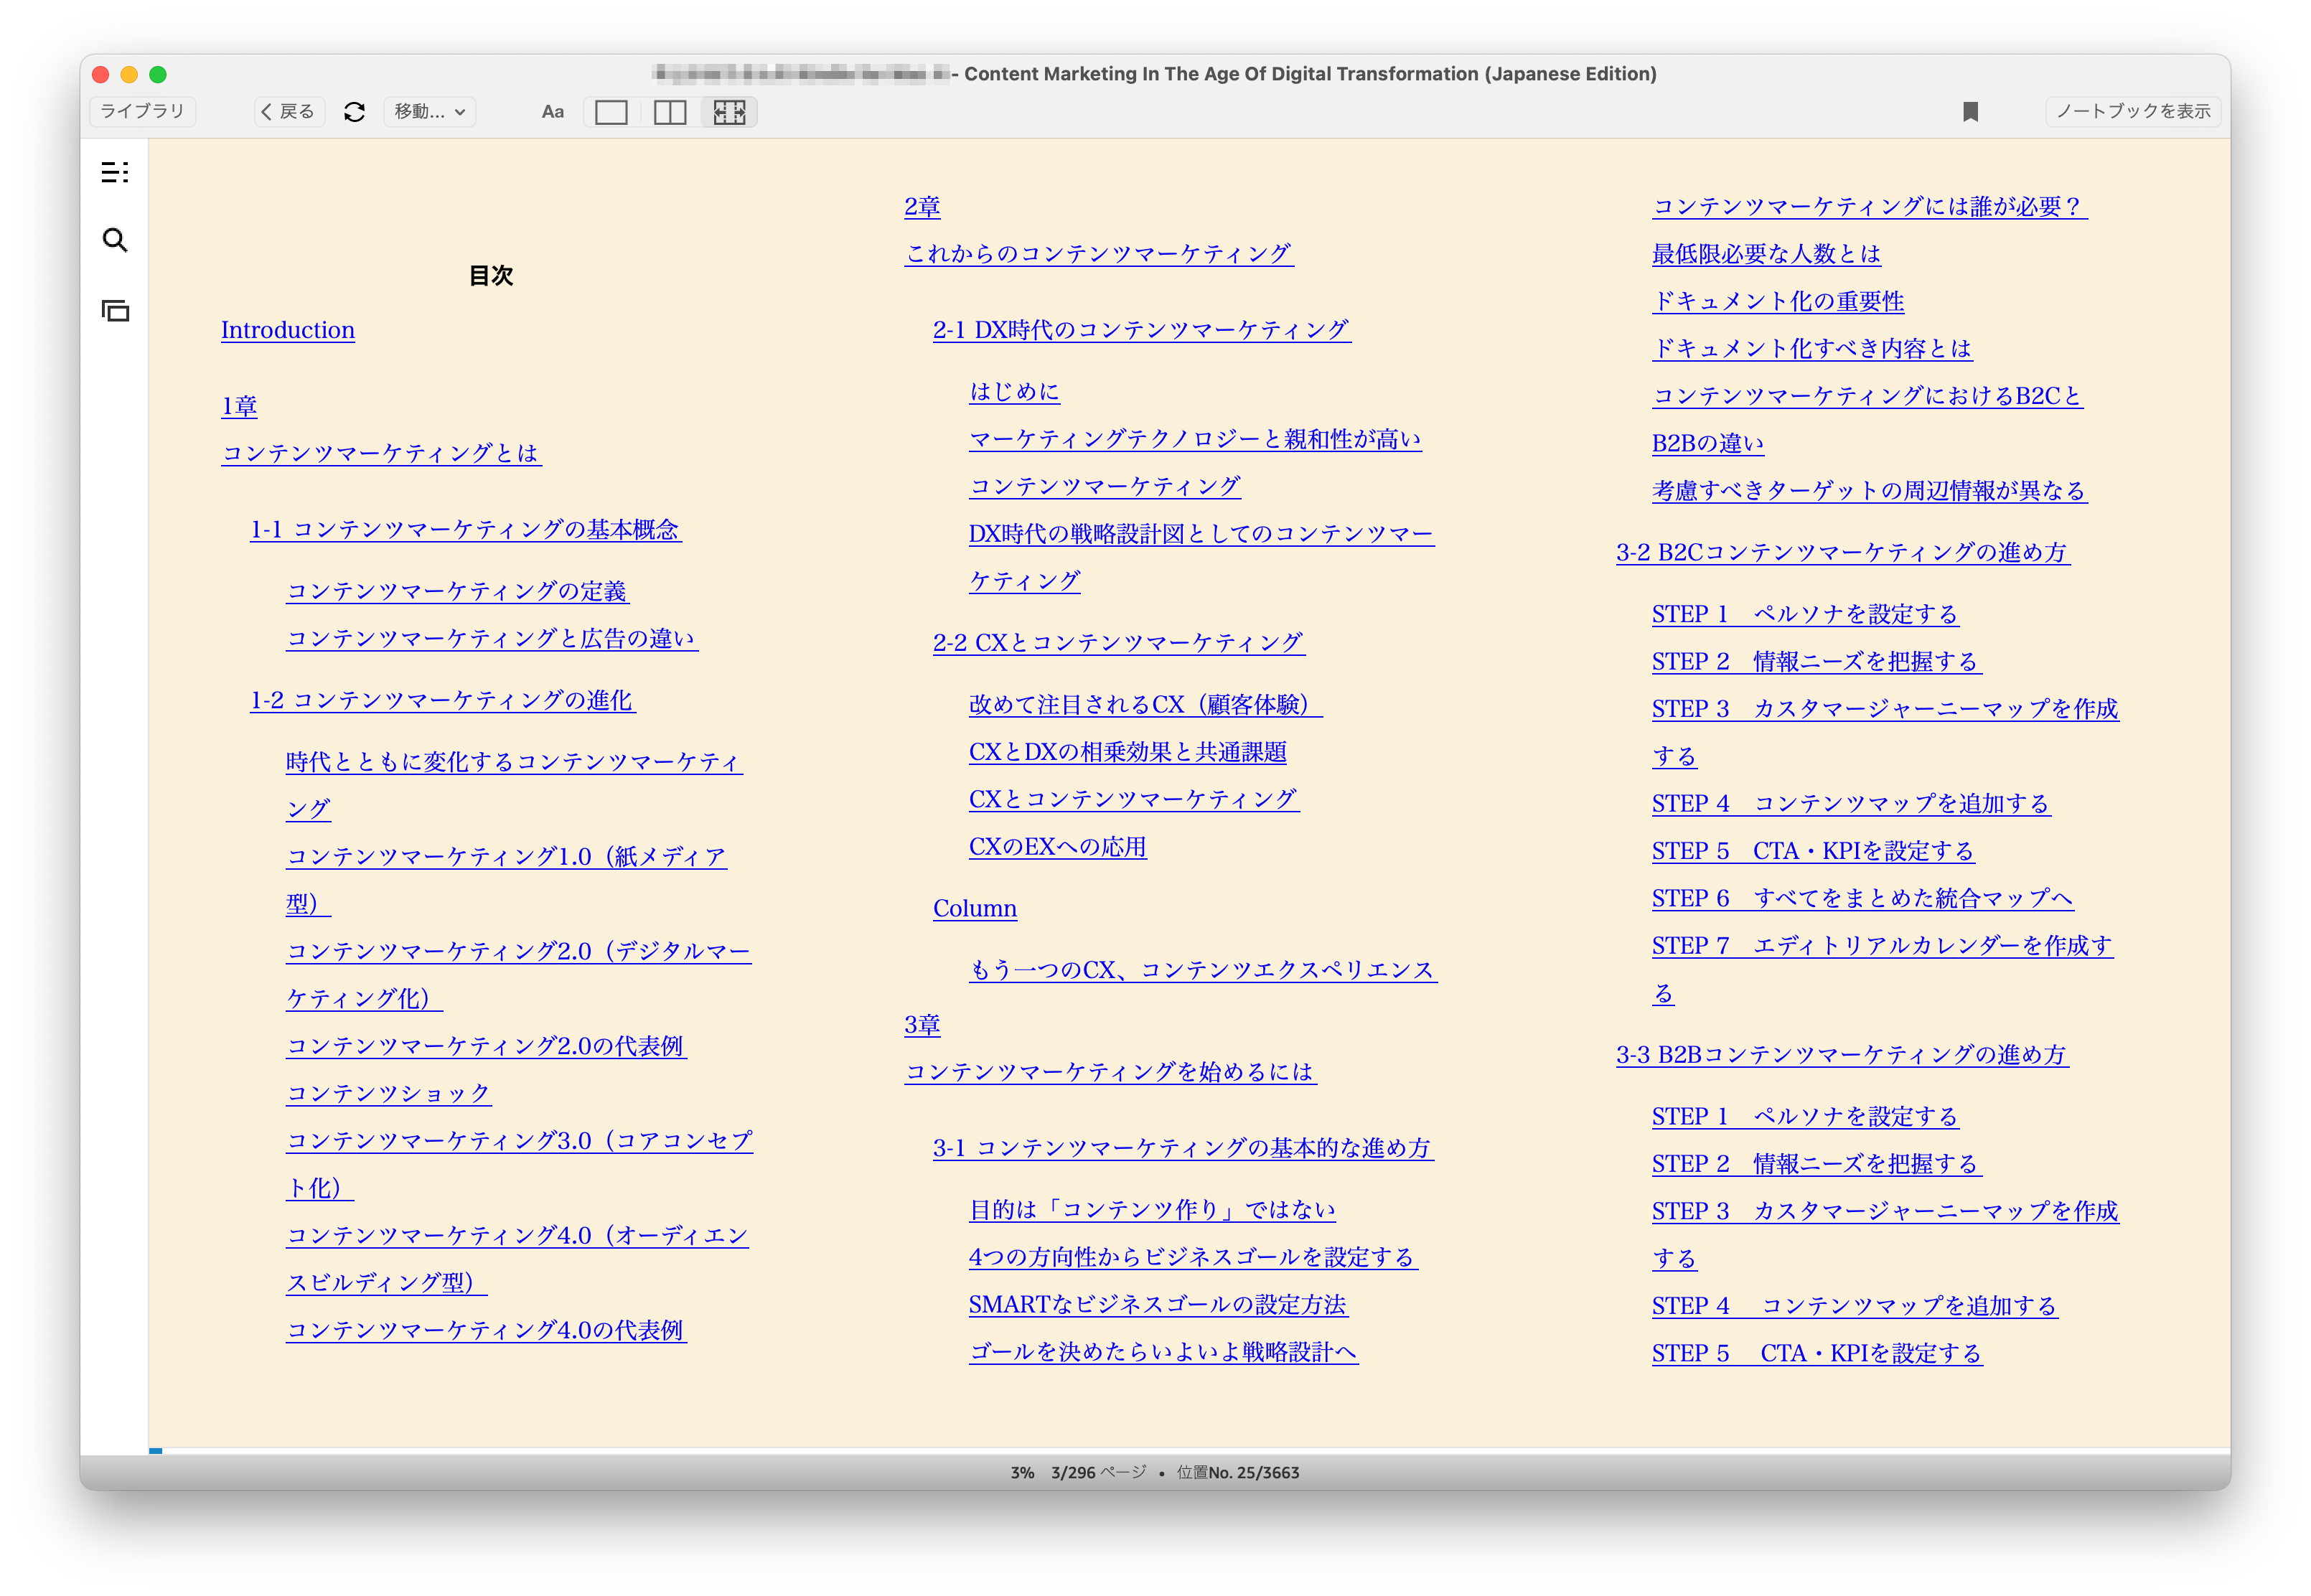 - Content Marketing In The Age Of Digital Transformation (Japanese Edition)
ライブラリ
戻る
移動...
Aa
ノートブックを表示
目次
Introduction
1章
コンテンツマーケティングとは
1-1 コンテンツマーケティングの基本概念
コンテンツマーケティングの定義
コンテンツマーケティングと広告の違い
1-2 コンテンツマーケティングの進化
時代とともに変化するコンテンツマーケティ
ング
コンテンツマーケティング1.0（紙メディア
型）
コンテンツマーケティング2.0（デジタルマー
ケティング化）
コンテンツマーケティング2.0の代表例
コンテンツショック
コンテンツマーケティング3.0（コアコンセプ
ト化）
コンテンツマーケティング4.0（オーディエン
スビルディング型）
コンテンツマーケティング4.0の代表例
2章
これからのコンテンツマーケティング
2-1 DX時代のコンテンツマーケティング
はじめに
マーケティングテクノロジーと親和性が高い
コンテンツマーケティング
DX時代の戦略設計図としてのコンテンツマー
ケティング
2-2 CXとコンテンツマーケティング
改めて注目されるCX（顧客体験）
CXとDXの相乗効果と共通課題
CXとコンテンツマーケティング
CXのEXへの応用
Column
もう一つのCX、コンテンツエクスペリエンス
3章
コンテンツマーケティングを始めるには
3-1 コンテンツマーケティングの基本的な進め方
目的は「コンテンツ作り」ではない
4つの方向性からビジネスゴールを設定する
SMARTなビジネスゴールの設定方法
ゴールを決めたらいよいよ戦略設計へ
コンテンツマーケティングには誰が必要？
最低限必要な人数とは
ドキュメント化の重要性
ドキュメント化すべき内容とは
コンテンツマーケティングにおけるB2Cと
B2Bの違い
考慮すべきターゲットの周辺情報が異なる
3-2 B2Cコンテンツマーケティングの進め方
STEP 1　ペルソナを設定する
STEP 2　情報ニーズを把握する
STEP 3　カスタマージャーニーマップを作成
する
STEP 4　コンテンツマップを追加する
STEP 5　CTA・KPIを設定する
STEP 6　すべてをまとめた統合マップへ
STEP 7　エディトリアルカレンダーを作成す
る
3-3 B2Bコンテンツマーケティングの進め方
STEP 1　ペルソナを設定する
STEP 2　情報ニーズを把握する
STEP 3　カスタマージャーニーマップを作成
する
STEP 4　コンテンツマップを追加する
STEP 5　CTA・KPIを設定する
3%　3/296 ページ • 位置No. 25/3663